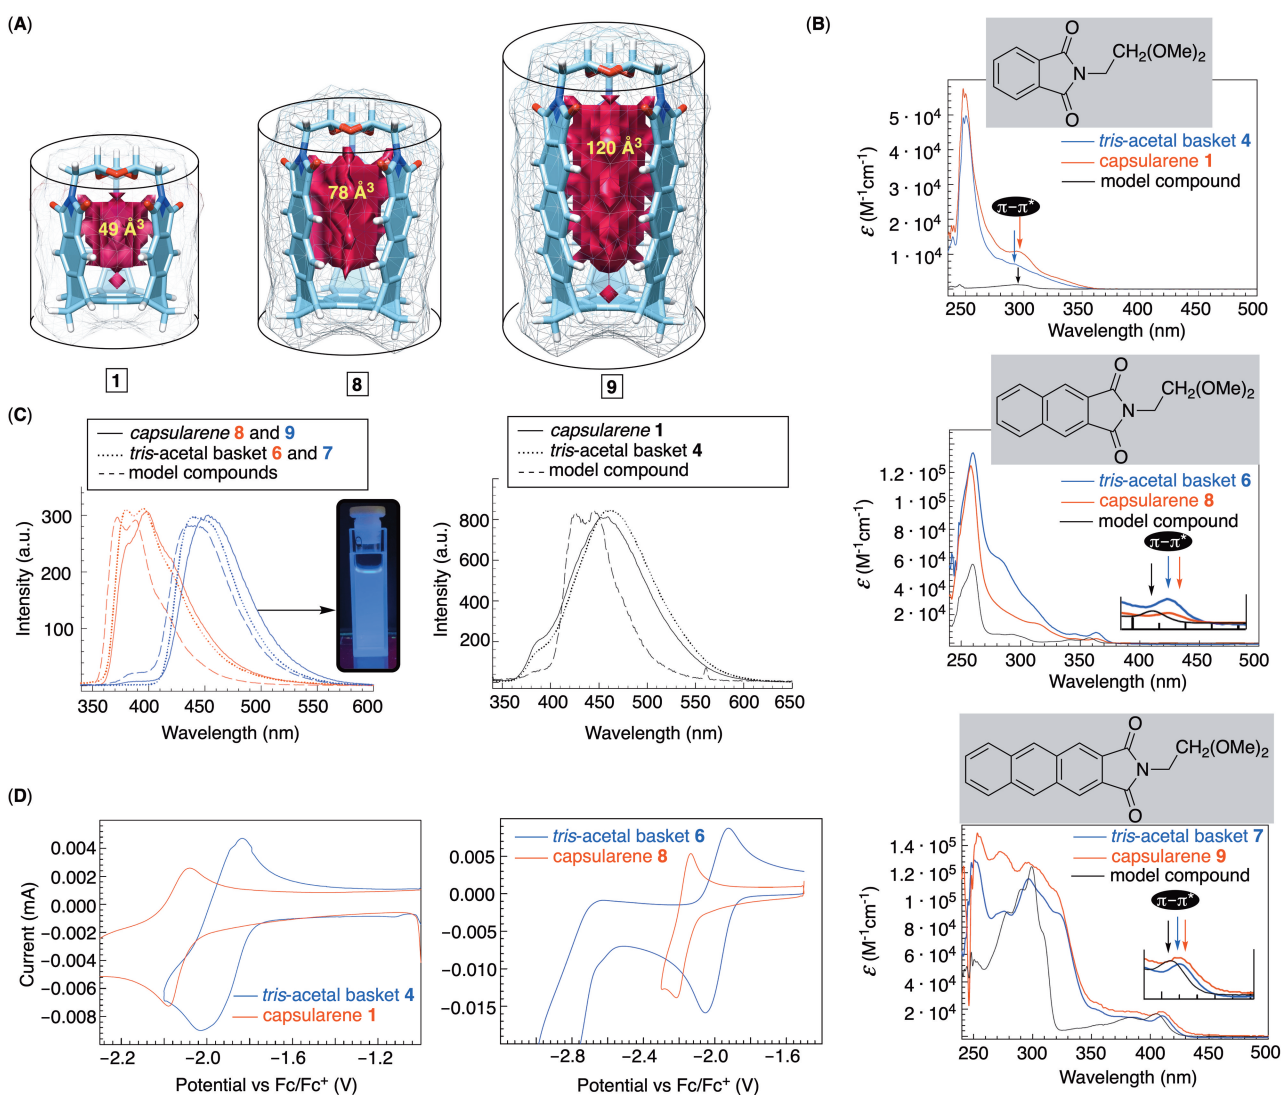 (A)
49 Å³
78 Å³
120 Å³
1
8
9
(B)
CH₂(OMe)₂
O
N
O
5 · 10⁴
4 · 10⁴
3 · 10⁴
2 · 10⁴
1 · 10⁴
ε (M⁻¹cm⁻¹)
tris-acetal basket 4
capsularene 1
model compound
π–π*
250 300 350 400 450 500
Wavelength (nm)
CH₂(OMe)₂
O
N
O
1.2 · 10⁵
1 · 10⁵
8 · 10⁴
6 · 10⁴
4 · 10⁴
2 · 10⁴
ε (M⁻¹cm⁻¹)
tris-acetal basket 6
capsularene 8
model compound
π–π*
240 250 300 350 400 450 500
Wavelength (nm)
CH₂(OMe)₂
O
N
O
1.4 · 10⁵
1.2 · 10⁵
1 · 10⁵
8 · 10⁴
6 · 10⁴
4 · 10⁴
2 · 10⁴
ε (M⁻¹cm⁻¹)
tris-acetal basket 7
capsularene 9
model compound
π–π*
240 250 300 350 400 450 500
Wavelength (nm)
(C)
capsularene 8 and 9
tris-acetal basket 6 and 7
model compounds
300
200
100
Intensity (a.u.)
350 400 450 500 550 600
Wavelength (nm)
capsularene 1
tris-acetal basket 4
model compound
800
600
400
200
Intensity (a.u.)
350 400 450 500 550 600 650
Wavelength (nm)
(D)
0.004
0.002
0.000
−0.002
−0.004
−0.006
−0.008
Current (mA)
tris-acetal basket 4
capsularene 1
−2.2 −2.0 −1.6 −1.2
Potential vs Fc/Fc⁺ (V)
tris-acetal basket 6
capsularene 8
0.005
0.000
−0.005
−0.010
−0.015
−2.8 −2.4 −2.0 −1.6
Potential vs Fc/Fc⁺ (V)